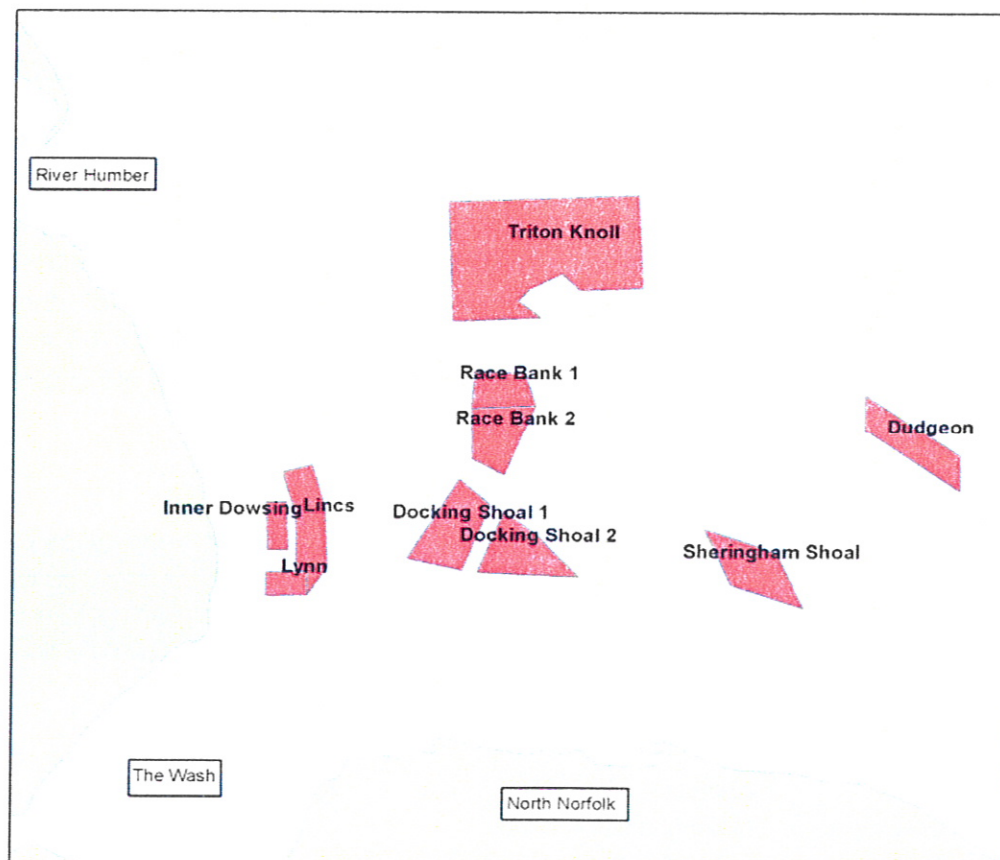 River Humber
Triton Knoll
Race Bank 1
Race Bank 2
Dudgeon
Inner Dowsing
Lincs
Docking Shoal 1
Docking Shoal 2
Sheringham Shoal
Lynn
The Wash
North Norfolk